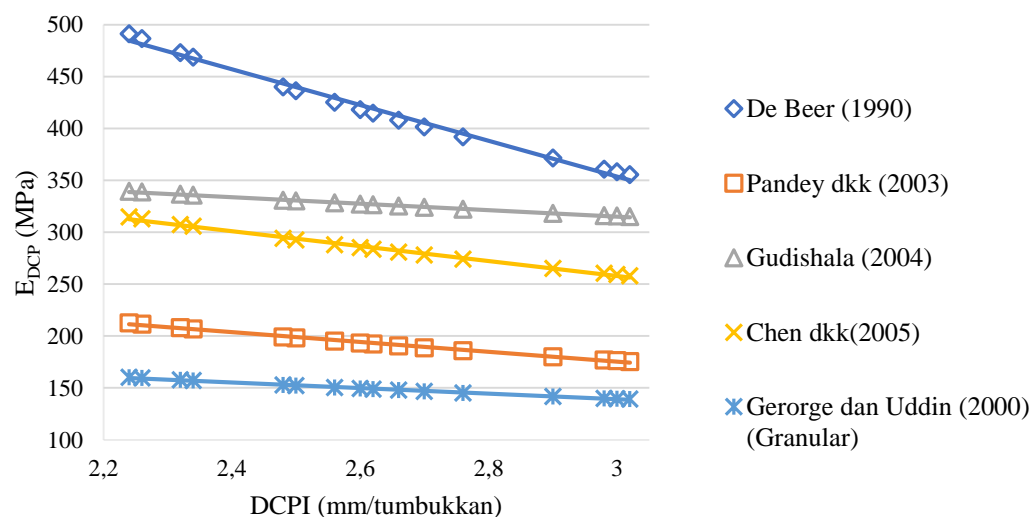 500
450
400
350
300
250
200
150
100
E_DCP (MPa)
2,2
2,4
2,6
2,8
3
DCPI (mm/tumbukkan)
De Beer (1990)
Pandey dkk (2003)
Gudishala (2004)
Chen dkk(2005)
Gerorge dan Uddin (2000)
(Granular)